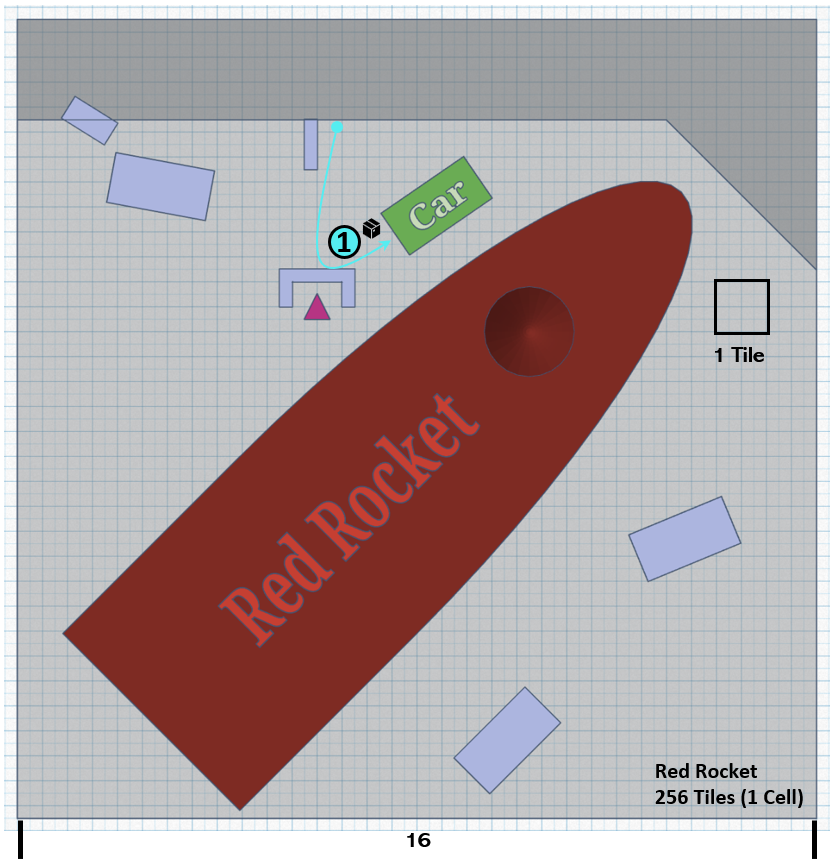 Car
1
1 Tile
Red Rocket
Red Rocket
256 Tiles (1 Cell)
16